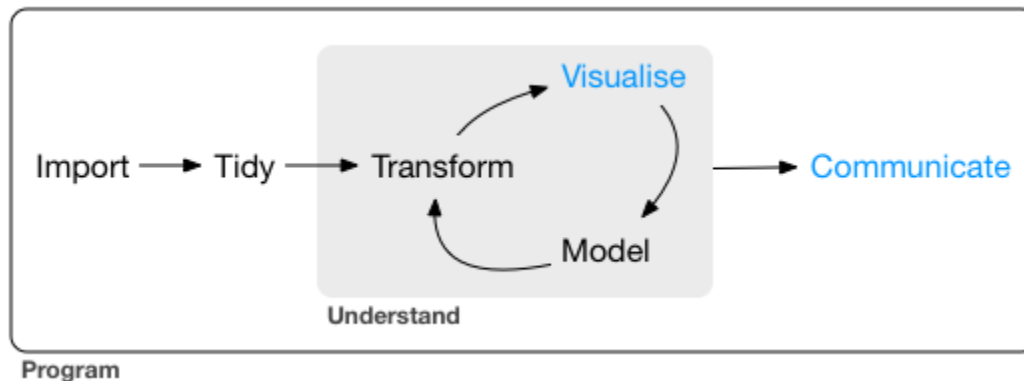 Visualise
Import
Tidy
Transform
Communicate
Model
Understand
Program